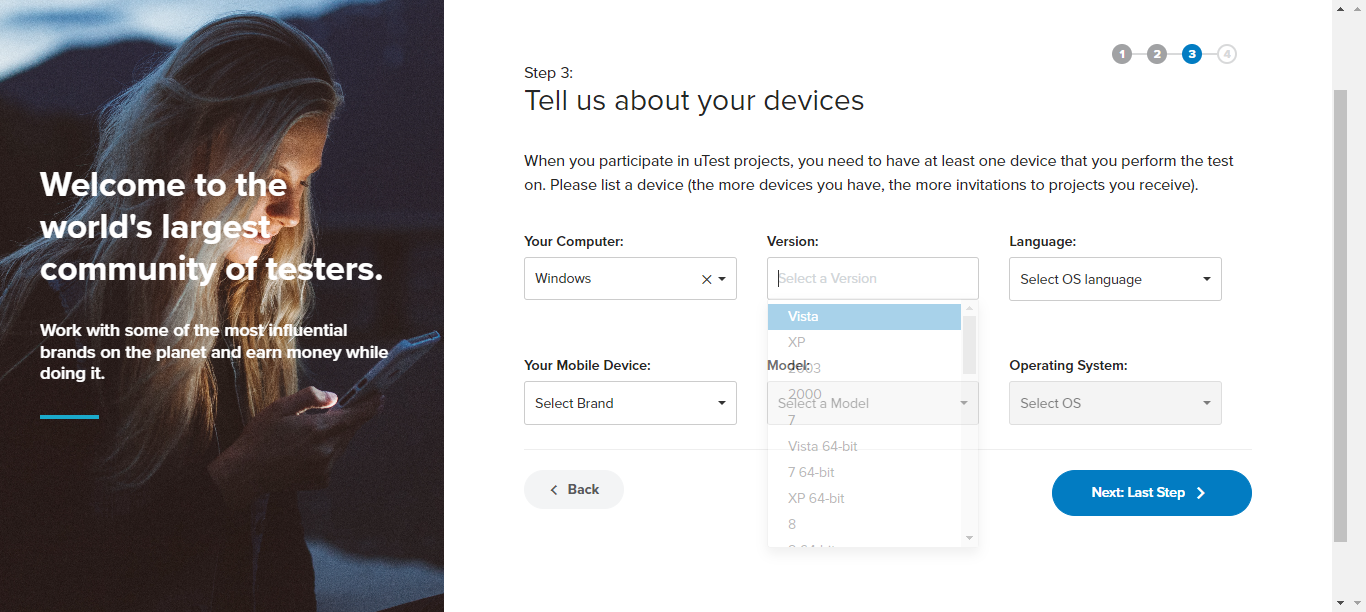 Welcome to the
world's largest
community of testers.
Work with some of the most influential
brands on the planet and earn money while
doing it.
1 2 3 4
Step 3:
Tell us about your devices
When you participate in uTest projects, you need to have at least one device that you perform the test
on. Please list a device (the more devices you have, the more invitations to projects you receive).
Your Computer: Version: Language:
Windows Select a Version Select OS language
Vista
XP
Your Mobile Device: Model: Operating System:
2003
2000
Select Brand Select a Model Select OS
7
Vista 64-bit
7 64-bit
Back Next: Last Step
XP 64-bit
8